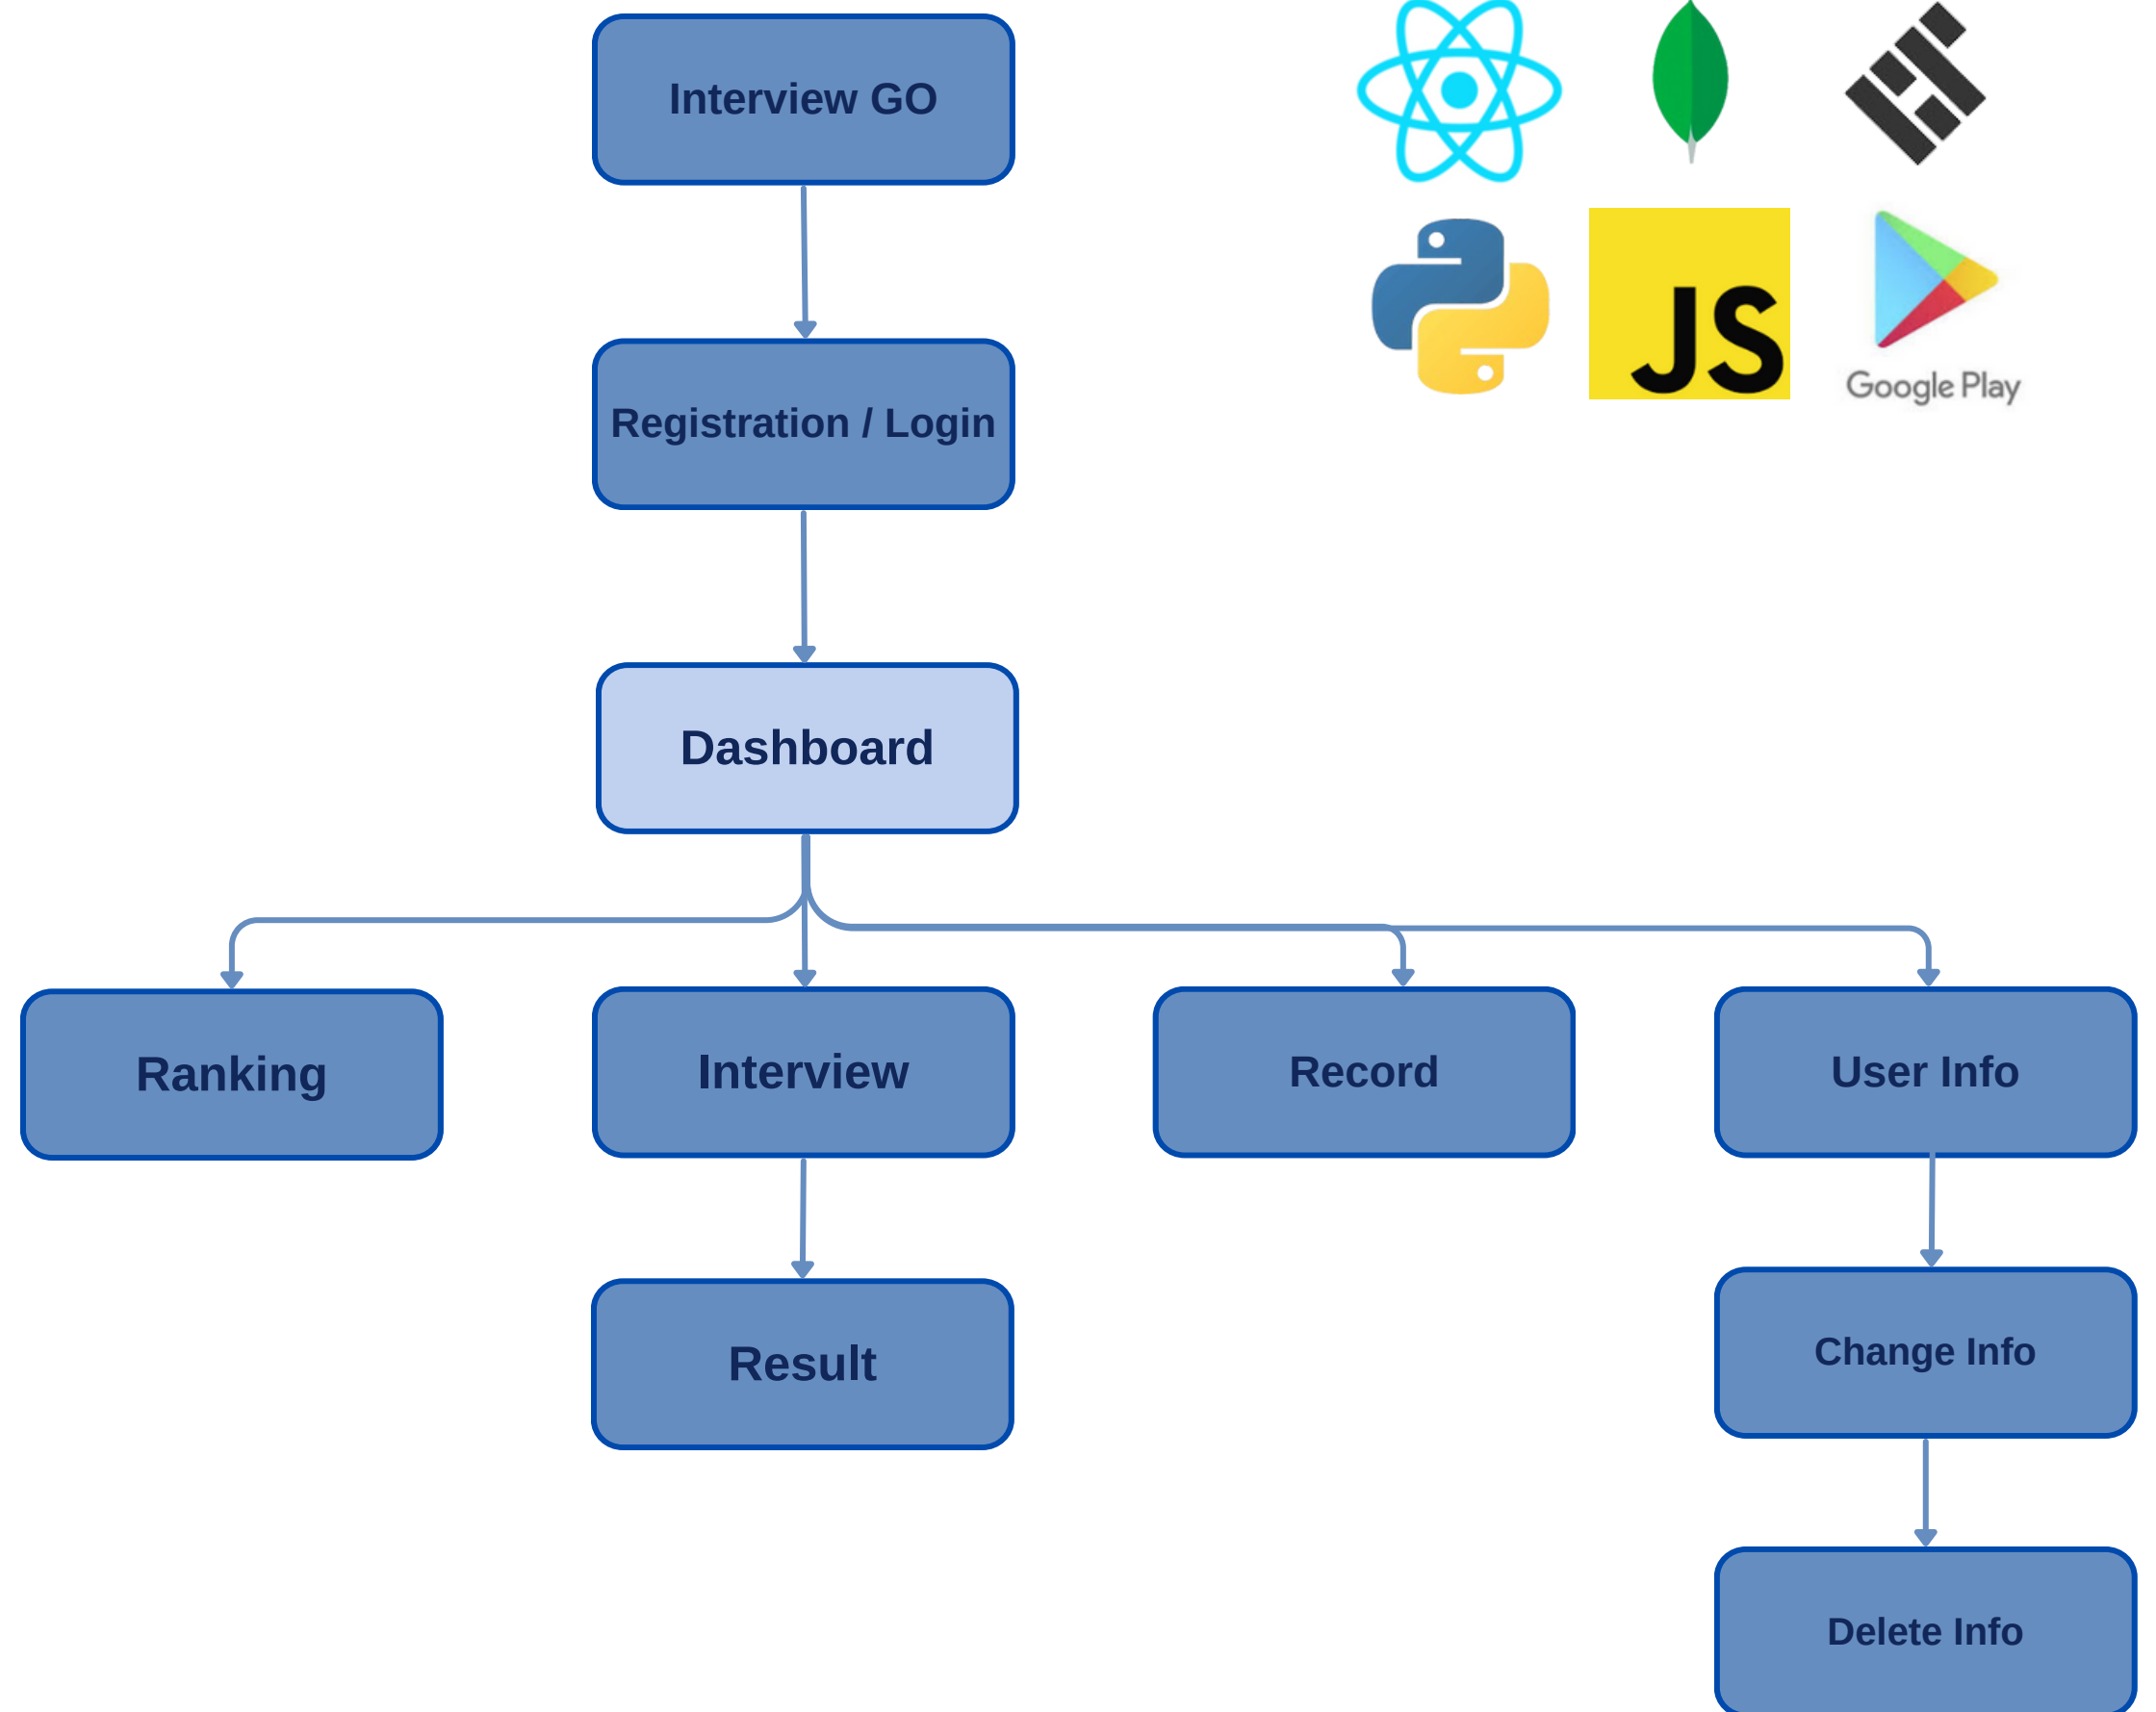 Interview GO
Registration / Login
JS
Google Play
Dashboard
Ranking
Interview
Record
User Info
Result
Change Info
Delete Info